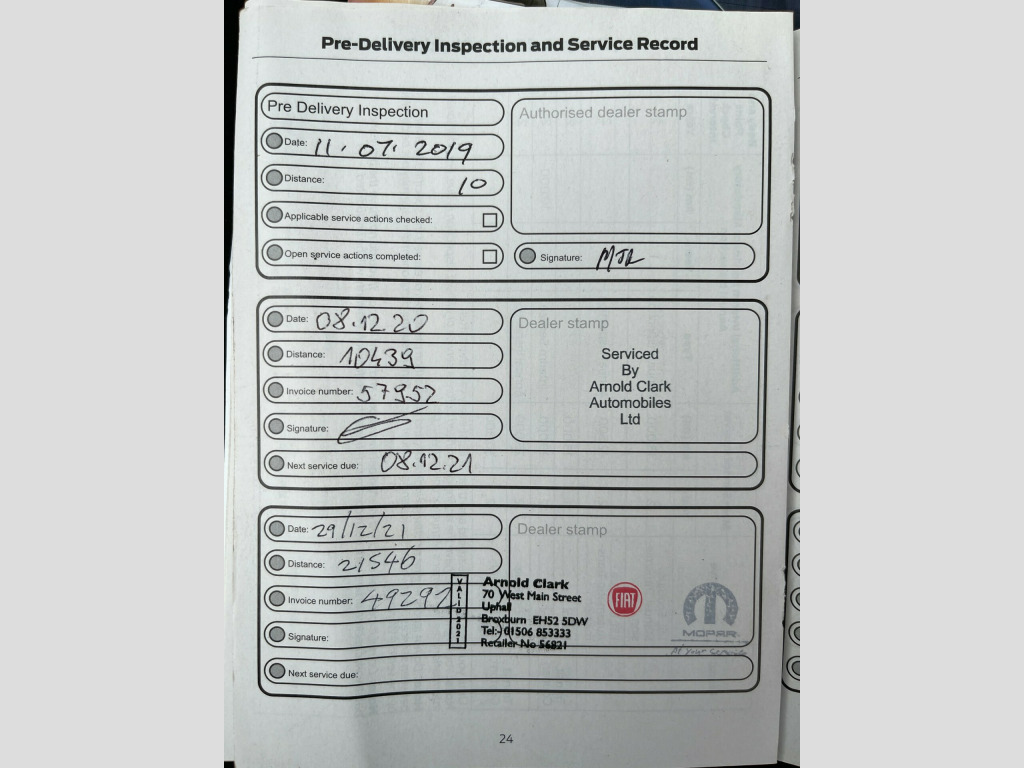 Pre-Delivery Inspection and Service Record
Pre Delivery Inspection
Authorised dealer stamp
Date: 11. 07. 2019
Distance: 10
Applicable service actions checked:
Open service actions completed:
Signature: MJR
Date: 08.12.20
Dealer stamp
Distance: 10439
Invoice number: 57952
Signature:
Serviced
By
Arnold Clark
Automobiles
Ltd
Next service due: 08.12.21
Date: 29/12/21
Dealer stamp
Distance: 21546
Invoice number: 49297
Signature:
VALID 2021
Arnold Clark
70 West Main Street
Uphall
Broxburn EH52 5DW
Tel:-) 01506 853333
Retailer No 56821
FIAT
MOPAR
At your service
Next service due:
24